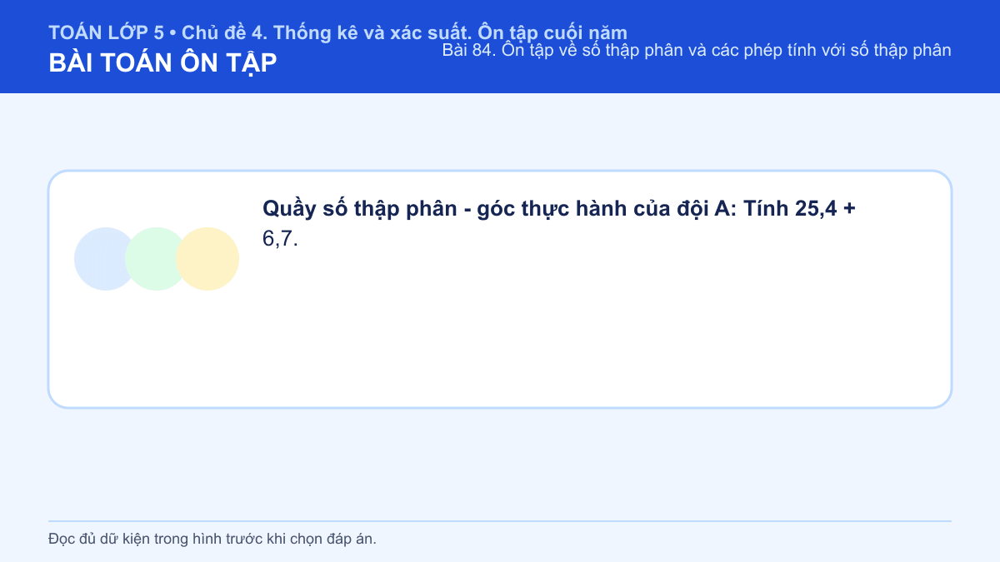 TOÁN LỚP 5 • Chủ đề 4. Thống kê và xác suất. Ôn tập cuối năm
Bài 84. Ôn tập về số thập phân và các phép tính với số thập phân
BÀI TOÁN ÔN TẬP
Quầy số thập phân - góc thực hành của đội A: Tính 25,4 +
6,7.
Đọc đủ dữ kiện trong hình trước khi chọn đáp án.